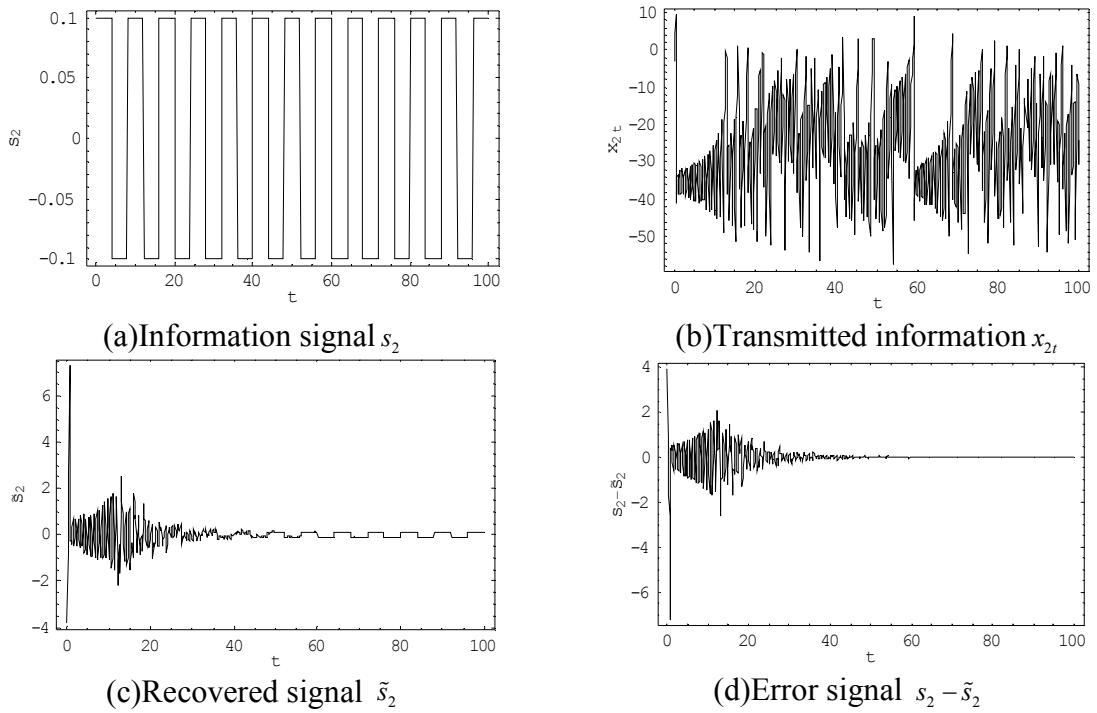 0.1
0.05
0
-0.05
-0.1
s₂
0 20 40 60 80 100
t
(a)Information signal s₂
10
0
-10
-20
-30
-40
-50
x₂ t
0 20 40 60 80 100
t
(b)Transmitted information x₂ₜ
6
4
2
0
-2
-4
s̃₂
0 20 40 60 80 100
t
(c)Recovered signal s̃₂
4
2
0
-2
-4
-6
s₂-s̃₂
0 20 40 60 80 100
t
(d)Error signal s₂ − s̃₂